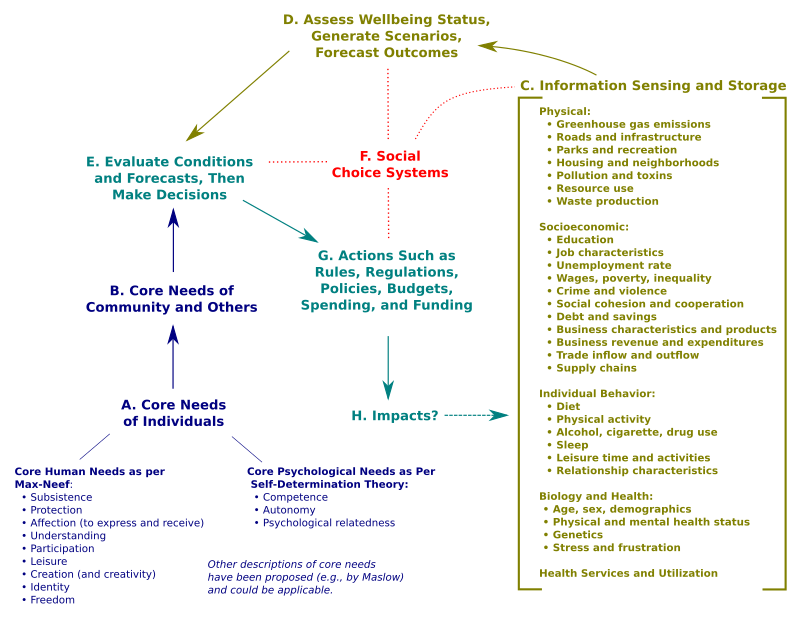 D. Assess Wellbeing Status,
Generate Scenarios,
Forecast Outcomes
C. Information Sensing and Storage
Physical:
• Greenhouse gas emissions
• Roads and infrastructure
• Parks and recreation
• Housing and neighborhoods
• Pollution and toxins
• Resource use
• Waste production
Socioeconomic:
• Education
• Job characteristics
• Unemployment rate
• Wages, poverty, inequality
• Crime and violence
• Social cohesion and cooperation
• Debt and savings
• Business characteristics and products
• Business revenue and expenditures
• Trade inflow and outflow
• Supply chains
Individual Behavior:
• Diet
• Physical activity
• Alcohol, cigarette, drug use
• Sleep
• Leisure time and activities
• Relationship characteristics
Biology and Health:
• Age, sex, demographics
• Physical and mental health status
• Genetics
• Stress and frustration
Health Services and Utilization
E. Evaluate Conditions
and Forecasts, Then
Make Decisions
F. Social
Choice Systems
G. Actions Such as
Rules, Regulations,
Policies, Budgets,
Spending, and Funding
B. Core Needs of
Community and Others
H. Impacts?
A. Core Needs
of Individuals
Core Human Needs as per
Max-Neef:
• Subsistence
• Protection
• Affection (to express and receive)
• Understanding
• Participation
• Leisure
• Creation (and creativity)
• Identity
• Freedom
Core Psychological Needs as Per
Self-Determination Theory:
• Competence
• Autonomy
• Psychological relatedness
Other descriptions of core needs
have been proposed (e.g., by Maslow)
and could be applicable.